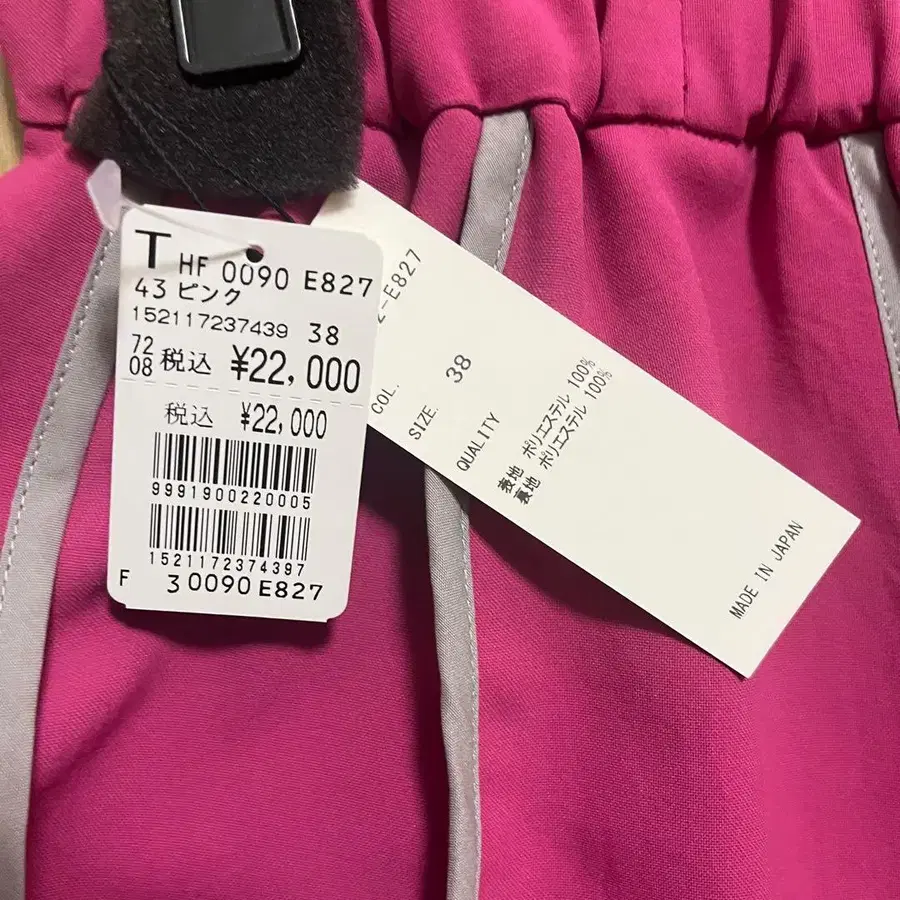 T HF 0090 E827
43 ピンク
152117237439 38
72
08 税込 ¥22,000
税込 ¥22,000
9991900220005
1521172374397
F 30090E827
-E827
COL.
SIZE. 38
QUALITY
表地 ポリエステル 100%
裏地 ポリエステル 100%
MADE IN JAPAN